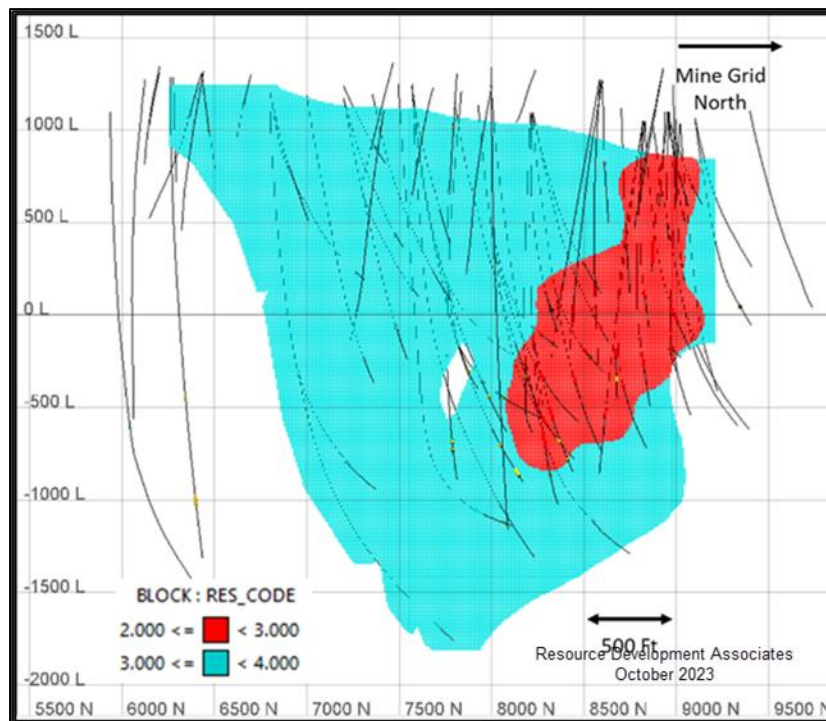 1500 L
Mine Grid
North
1000 L
500 L
0 L
-500 L
-1000 L
-1500 L
BLOCK : RES_CODE
2.000 <= < 3.000
3.000 <= < 4.000
500 Ft
Resource Development Associates
October 2023
-2000 L
5500 N 6000 N 6500 N 7000 N 7500 N 8000 N 8500 N 9000 N 9500 N